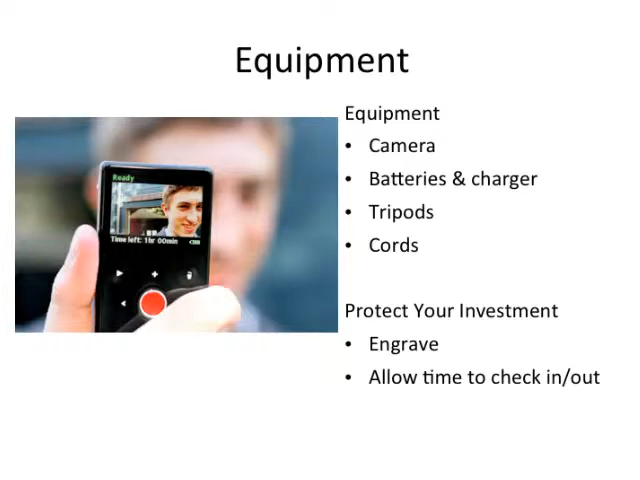 Equipment
Equipment
• Camera
• Batteries & charger
• Tripods
• Cords
Protect Your Investment
• Engrave
• Allow time to check in/out
Ready
Time left: 1hr 00min